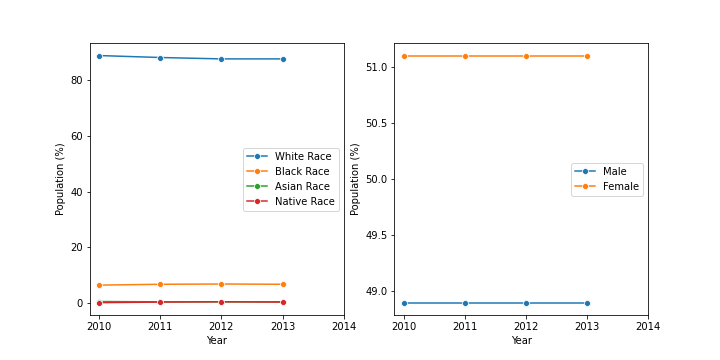 80
60
40
20
0
Population (%)
2010 2011 2012 2013 2014
Year
White Race
Black Race
Asian Race
Native Race
51.0
50.5
50.0
49.5
49.0
Population (%)
2010 2011 2012 2013 2014
Year
Male
Female